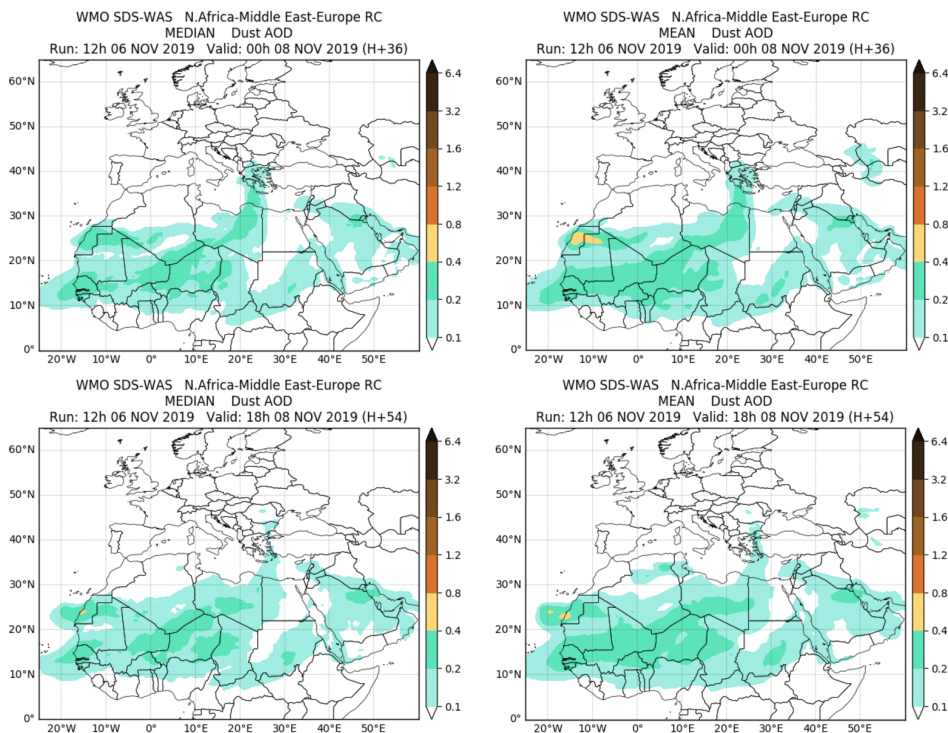 WMO SDS-WAS N.Africa-Middle East-Europe RC
MEDIAN Dust AOD
Run: 12h 06 NOV 2019 Valid: 00h 08 NOV 2019 (H+36)
60°N
50°N
40°N
30°N
20°N
10°N
0°
20°W 10°W 0° 10°E 20°E 30°E 40°E 50°E
6.4
3.2
1.6
1.2
0.8
0.4
0.2
0.1
WMO SDS-WAS N.Africa-Middle East-Europe RC
MEAN Dust AOD
Run: 12h 06 NOV 2019 Valid: 00h 08 NOV 2019 (H+36)
60°N
50°N
40°N
30°N
20°N
10°N
0°
20°W 10°W 0° 10°E 20°E 30°E 40°E 50°E
6.4
3.2
1.6
1.2
0.8
0.4
0.2
0.1
WMO SDS-WAS N.Africa-Middle East-Europe RC
MEDIAN Dust AOD
Run: 12h 06 NOV 2019 Valid: 18h 08 NOV 2019 (H+54)
60°N
50°N
40°N
30°N
20°N
10°N
0°
20°W 10°W 0° 10°E 20°E 30°E 40°E 50°E
6.4
3.2
1.6
1.2
0.8
0.4
0.2
0.1
WMO SDS-WAS N.Africa-Middle East-Europe RC
MEAN Dust AOD
Run: 12h 06 NOV 2019 Valid: 18h 08 NOV 2019 (H+54)
60°N
50°N
40°N
30°N
20°N
10°N
0°
20°W 10°W 0° 10°E 20°E 30°E 40°E 50°E
6.4
3.2
1.6
1.2
0.8
0.4
0.2
0.1